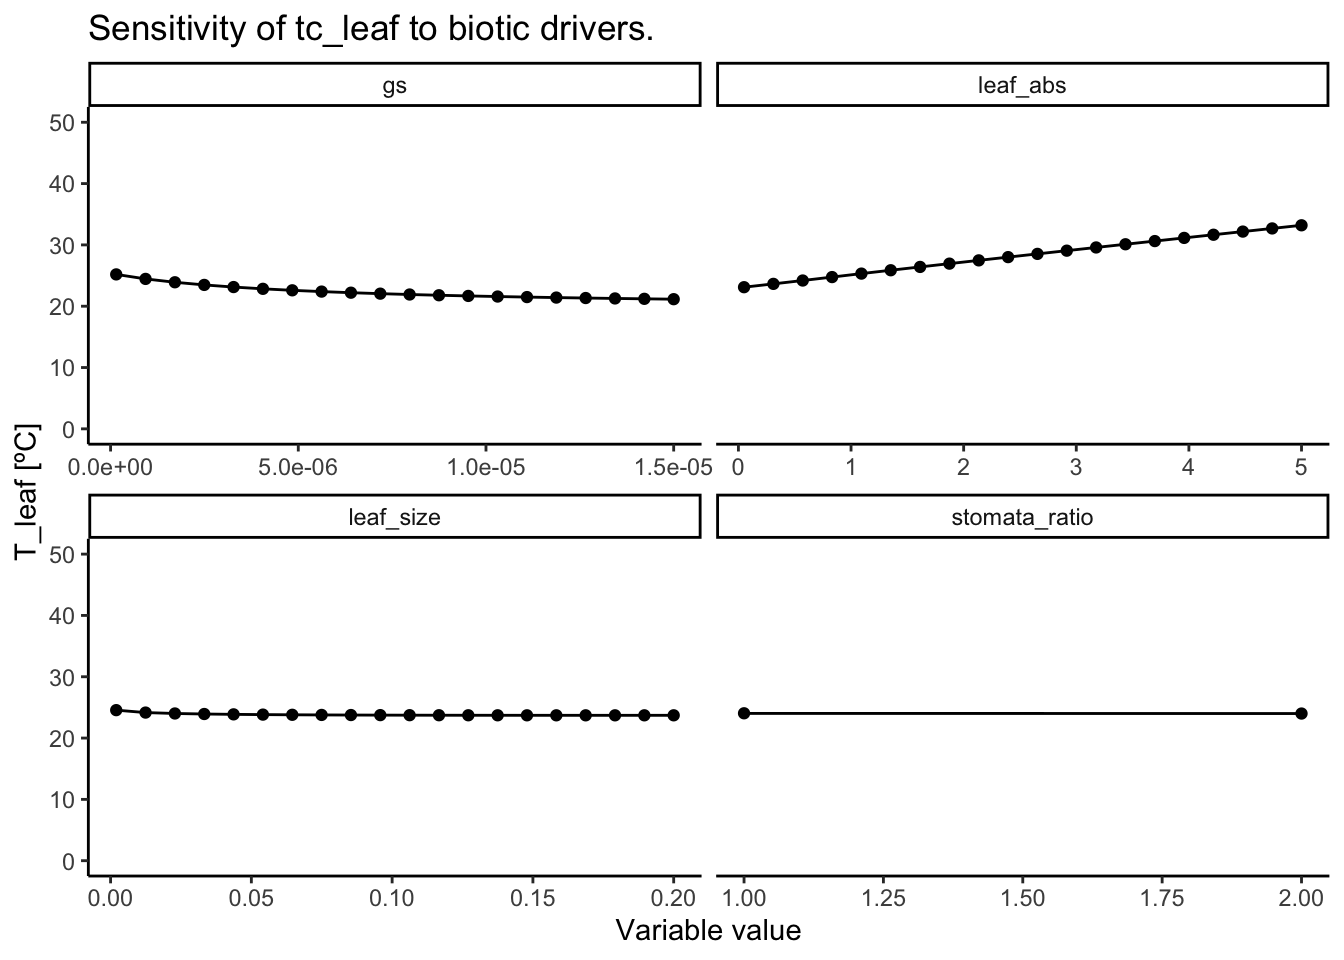 Sensitivity of tc_leaf to biotic drivers.
gs
leaf_abs
50
40
30
20
10
0
0.0e+00 5.0e-06 1.0e-05 1.5e-05
0 1 2 3 4 5
T_leaf [ºC]
leaf_size
stomata_ratio
50
40
30
20
10
0
0.00 0.05 0.10 0.15 0.20
1.00 1.25 1.50 1.75 2.00
Variable value